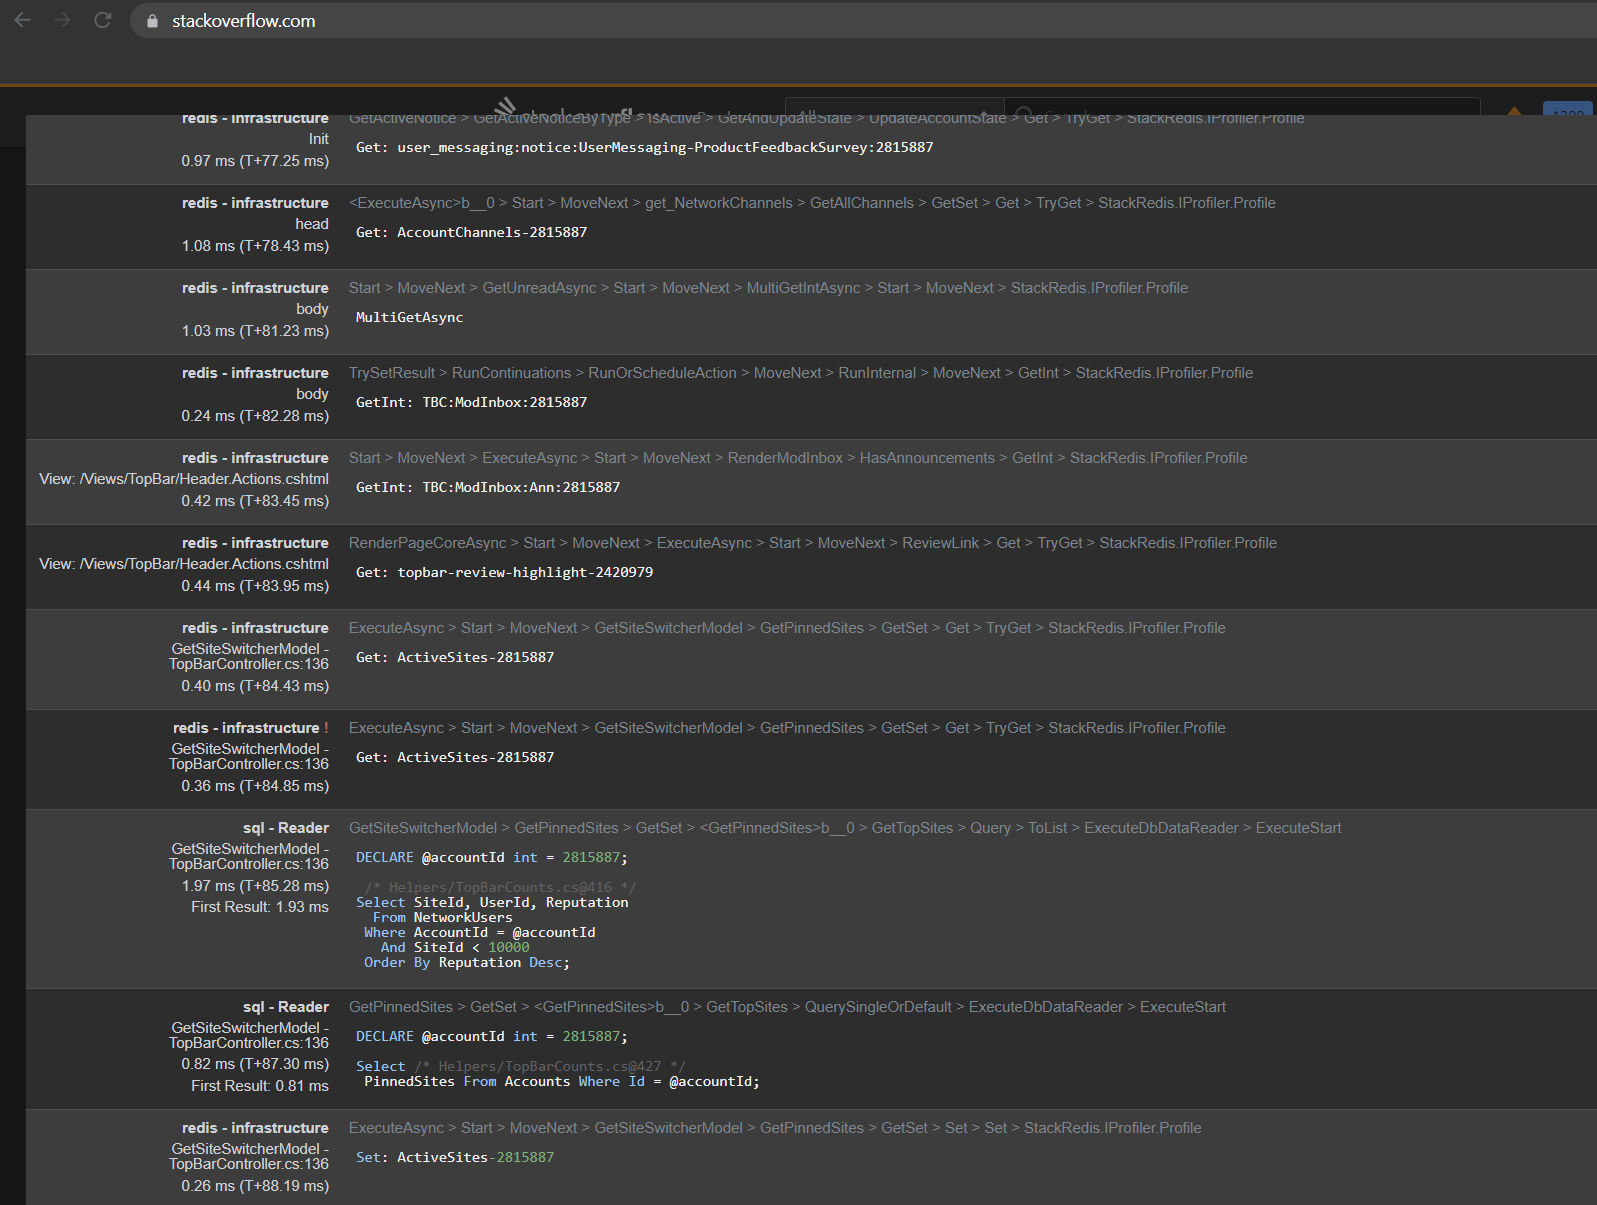 stackoverflow.com
redis - infrastructure
GetActiveNotice > GetActiveNoticeByType > IsActive > GetAndUpdateState > UpdateAccountState > Get > TryGet > StackRedis.IProfiler.Profile
Init
Get: user_messaging:notice:UserMessaging-ProductFeedbackSurvey:2815887
0.97 ms (T+77.25 ms)
redis - infrastructure
<ExecuteAsync>b__0 > Start > MoveNext > get_NetworkChannels > GetAllChannels > GetSet > Get > TryGet > StackRedis.IProfiler.Profile
head
Get: AccountChannels-2815887
1.08 ms (T+78.43 ms)
redis - infrastructure
Start > MoveNext > GetUnreadAsync > Start > MoveNext > MultiGetIntAsync > Start > MoveNext > StackRedis.IProfiler.Profile
body
MultiGetAsync
1.03 ms (T+81.23 ms)
redis - infrastructure
TrySetResult > RunContinuations > RunOrScheduleAction > MoveNext > RunInternal > MoveNext > GetInt > StackRedis.IProfiler.Profile
body
GetInt: TBC:ModInbox:2815887
0.24 ms (T+82.28 ms)
redis - infrastructure
Start > MoveNext > ExecuteAsync > Start > MoveNext > RenderModInbox > HasAnnouncements > GetInt > StackRedis.IProfiler.Profile
View: /Views/TopBar/Header.Actions.cshtml
GetInt: TBC:ModInbox:Ann:2815887
0.42 ms (T+83.45 ms)
redis - infrastructure
RenderPageCoreAsync > Start > MoveNext > ExecuteAsync > Start > MoveNext > ReviewLink > Get > TryGet > StackRedis.IProfiler.Profile
View: /Views/TopBar/Header.Actions.cshtml
Get: topbar-review-highlight-2420979
0.44 ms (T+83.95 ms)
redis - infrastructure
ExecuteAsync > Start > MoveNext > GetSiteSwitcherModel > GetPinnedSites > GetSet > Get > TryGet > StackRedis.IProfiler.Profile
GetSiteSwitcherModel -
TopBarController.cs:136
Get: ActiveSites-2815887
0.40 ms (T+84.43 ms)
redis - infrastructure !
ExecuteAsync > Start > MoveNext > GetSiteSwitcherModel > GetPinnedSites > GetSet > Get > TryGet > StackRedis.IProfiler.Profile
GetSiteSwitcherModel -
TopBarController.cs:136
Get: ActiveSites-2815887
0.36 ms (T+84.85 ms)
sql - Reader
GetSiteSwitcherModel > GetPinnedSites > GetSet > <GetPinnedSites>b__0 > GetTopSites > Query > ToList > ExecuteDbDataReader > ExecuteStart
GetSiteSwitcherModel -
TopBarController.cs:136
1.97 ms (T+85.28 ms)
First Result: 1.93 ms
DECLARE @accountId int = 2815887;
/* Helpers/TopBarCounts.cs@416 */
Select SiteId, UserId, Reputation
From NetworkUsers
Where AccountId = @accountId
And SiteId < 10000
Order By Reputation Desc;
sql - Reader
GetPinnedSites > GetSet > <GetPinnedSites>b__0 > GetTopSites > QuerySingleOrDefault > ExecuteDbDataReader > ExecuteStart
GetSiteSwitcherModel -
TopBarController.cs:136
0.82 ms (T+87.30 ms)
First Result: 0.81 ms
DECLARE @accountId int = 2815887;
Select /* Helpers/TopBarCounts.cs@427 */
PinnedSites From Accounts Where Id = @accountId;
redis - infrastructure
ExecuteAsync > Start > MoveNext > GetSiteSwitcherModel > GetPinnedSites > GetSet > Set > Set > StackRedis.IProfiler.Profile
GetSiteSwitcherModel -
TopBarController.cs:136
Set: ActiveSites-2815887
0.26 ms (T+88.19 ms)